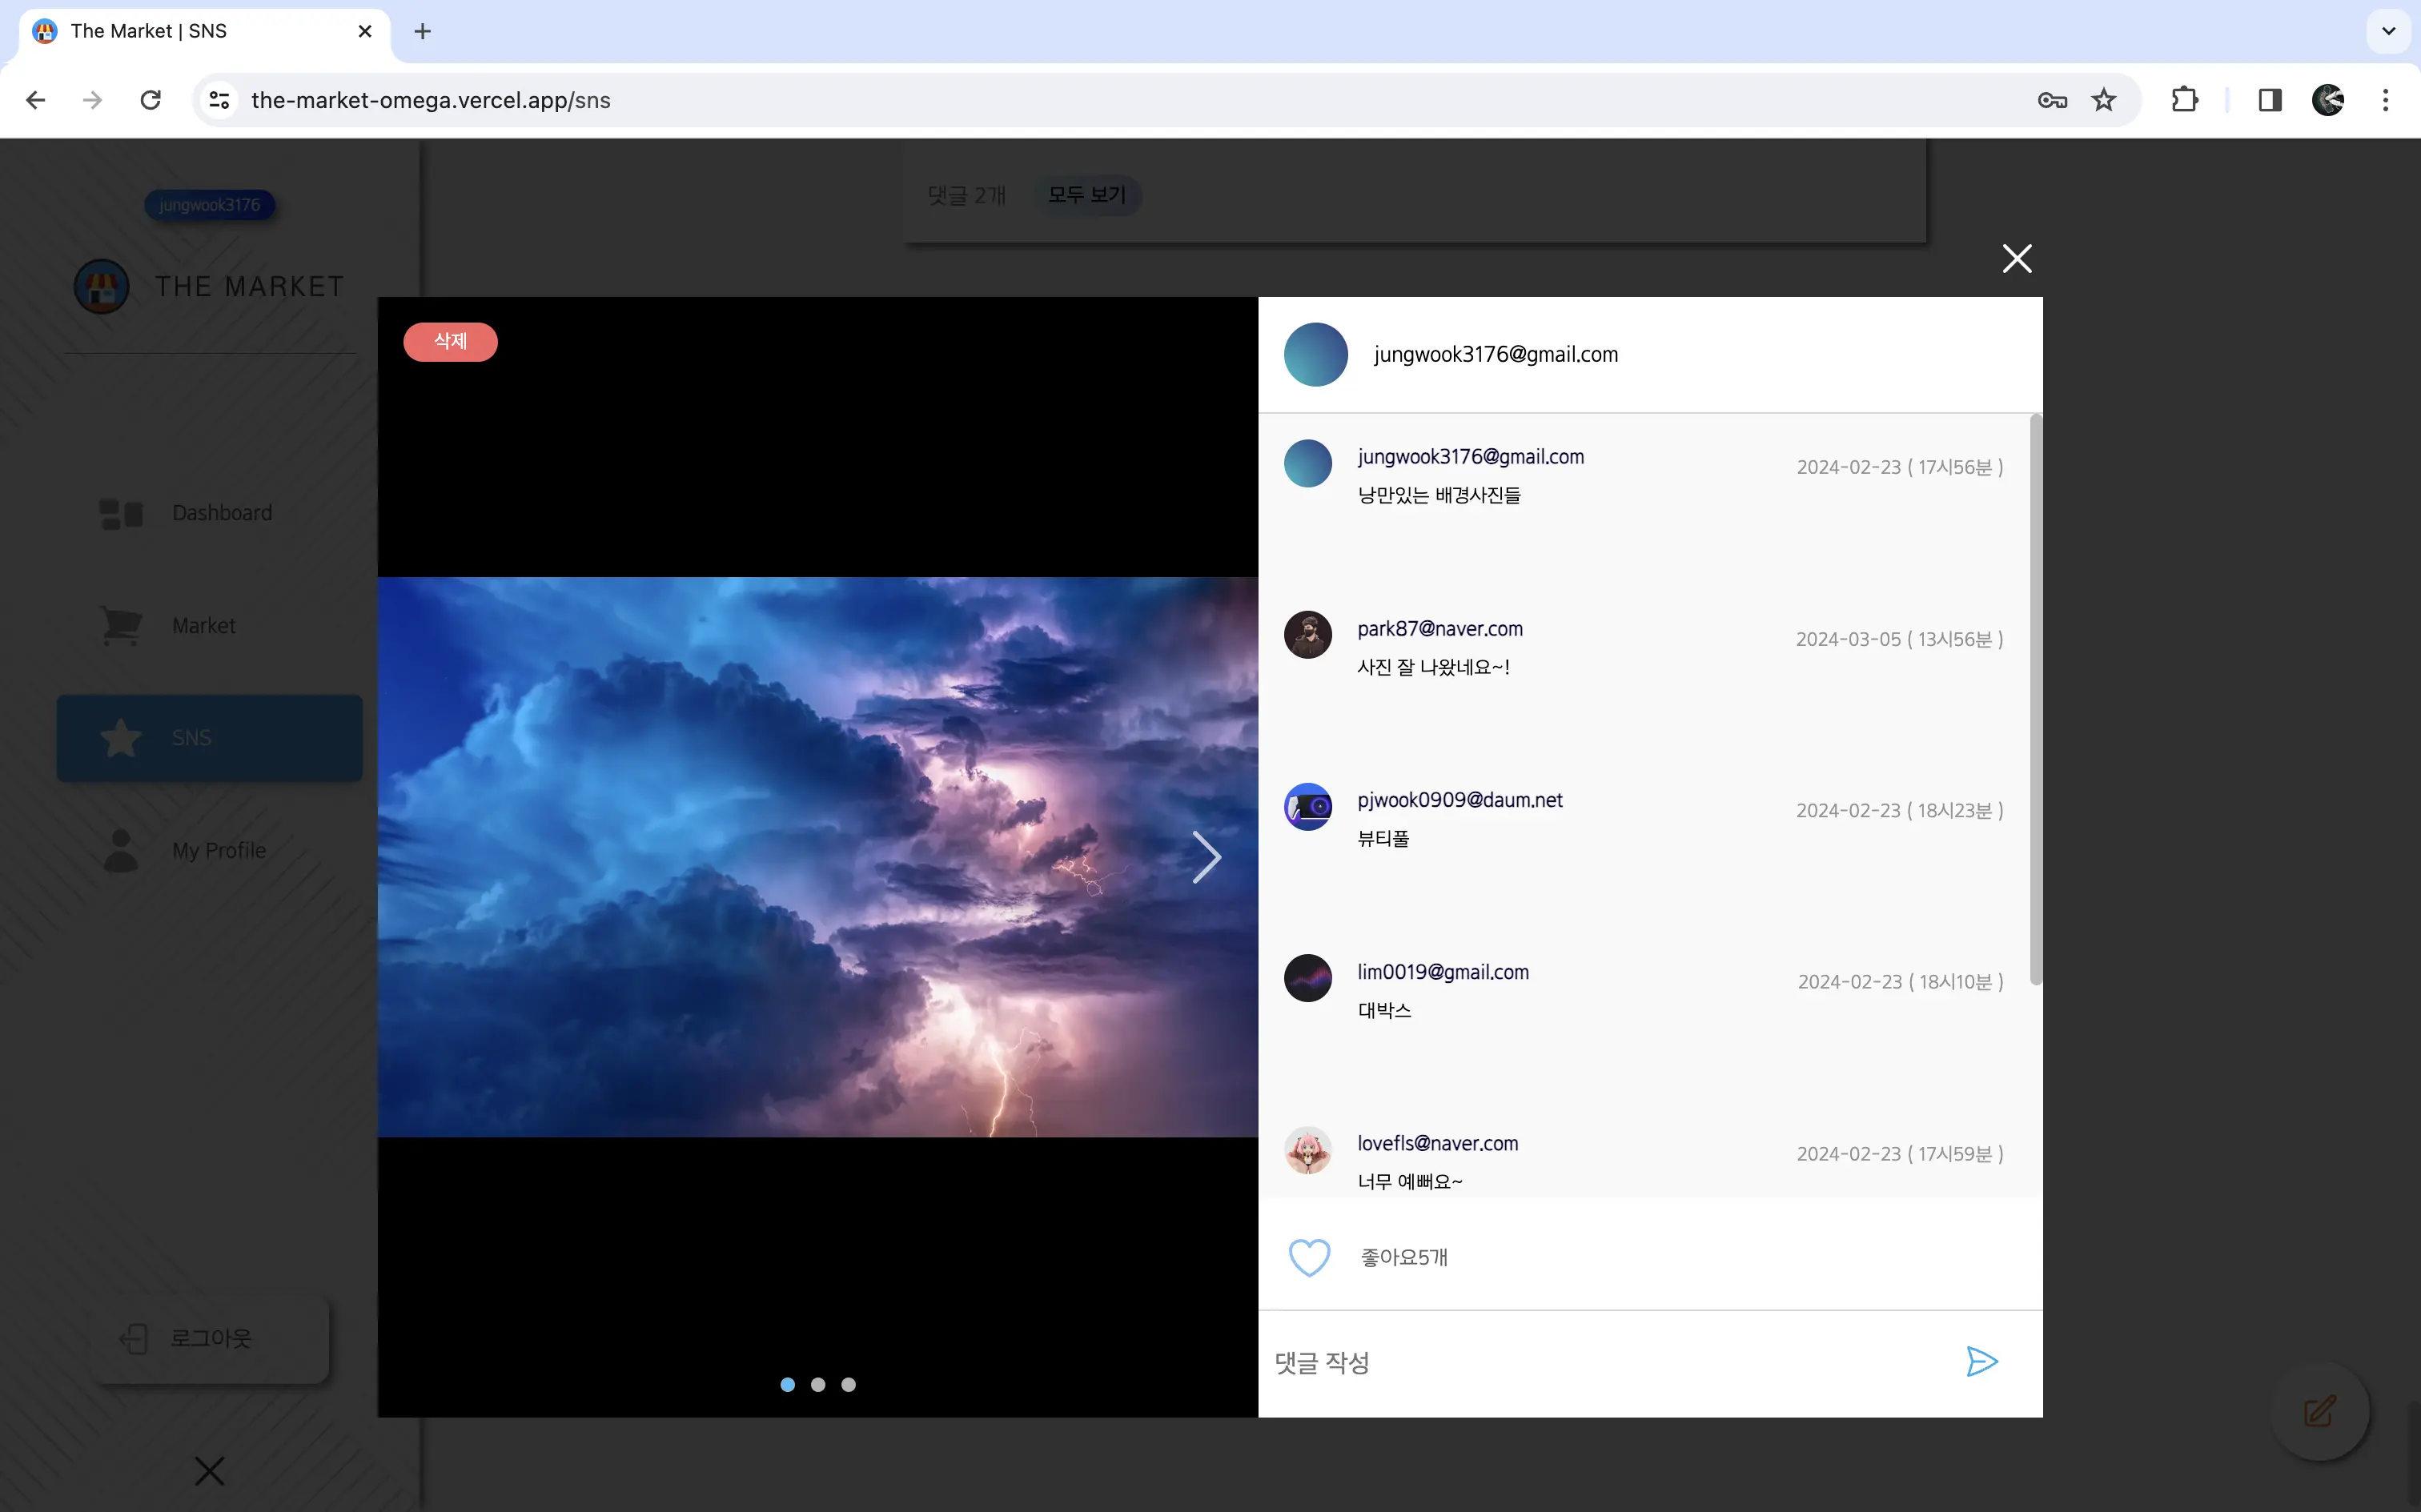 The Market | SNS
the-market-omega.vercel.app/sns
jungwook3176
THE MARKET
Dashboard
Market
SNS
My Profile
로그아웃
댓글 2개 모두 보기
삭제
jungwook3176@gmail.com
jungwook3176@gmail.com 2024-02-23 ( 17시56분 )
낭만있는 배경사진들
park87@naver.com 2024-03-05 ( 13시56분 )
사진 잘 나왔네요~!
pjwook0909@daum.net 2024-02-23 ( 18시23분 )
뷰티풀
lim0019@gmail.com 2024-02-23 ( 18시10분 )
대박스
lovefls@naver.com 2024-02-23 ( 17시59분 )
너무 예뻐요~
좋아요5개
댓글 작성